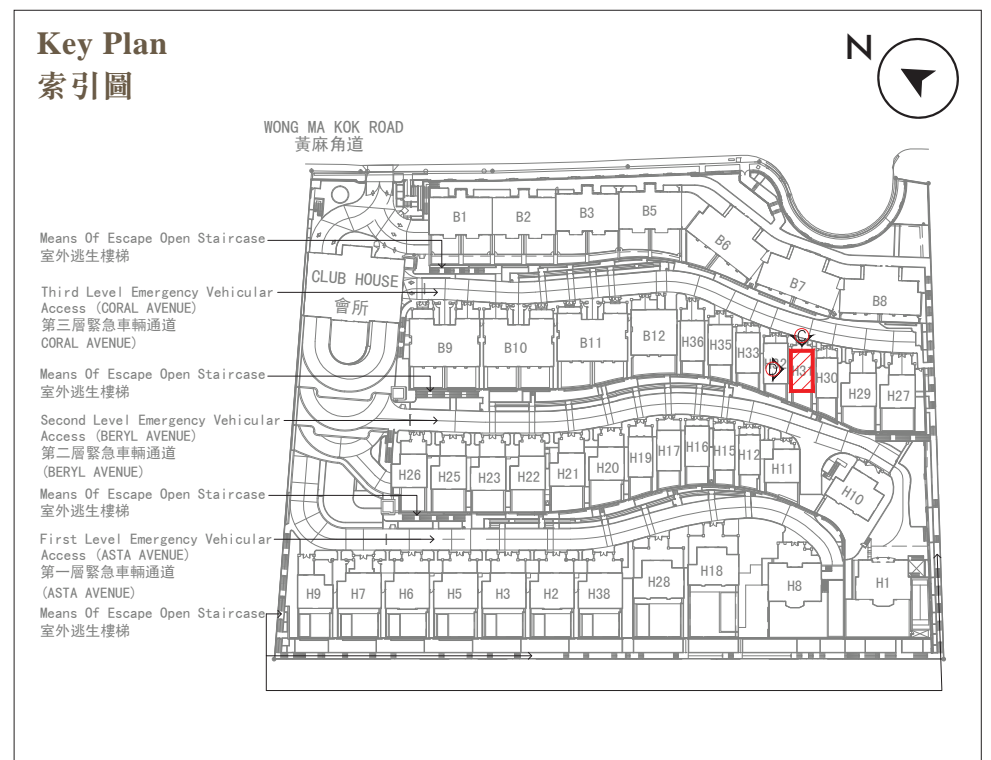 Key Plan
索引圖
N
WONG MA KOK ROAD
黃麻角道
Means Of Escape Open Staircase
室外逃生樓梯
Third Level Emergency Vehicular
Access (CORAL AVENUE)
第三層緊急車輛通道
CORAL AVENUE)
Means Of Escape Open Staircase
室外逃生樓梯
Second Level Emergency Vehicular
Access (BERYL AVENUE)
第二層緊急車輛通道
(BERYL AVENUE)
Means Of Escape Open Staircase
室外逃生樓梯
First Level Emergency Vehicular
Access (ASTA AVENUE)
第一層緊急車輛通道
(ASTA AVENUE)
Means Of Escape Open Staircase
室外逃生樓梯
CLUB HOUSE
會所
B1 B2 B3 B5 B6 B7 B8
B9 B10 B11 B12 H36 H35 H33 H32 H31 H30 H29 H27
C
D
H26 H25 H23 H22 H21 H20 H19 H17 H16 H15 H12 H11 H10
H9 H7 H6 H5 H3 H2 H38 H28 H18 H8 H1